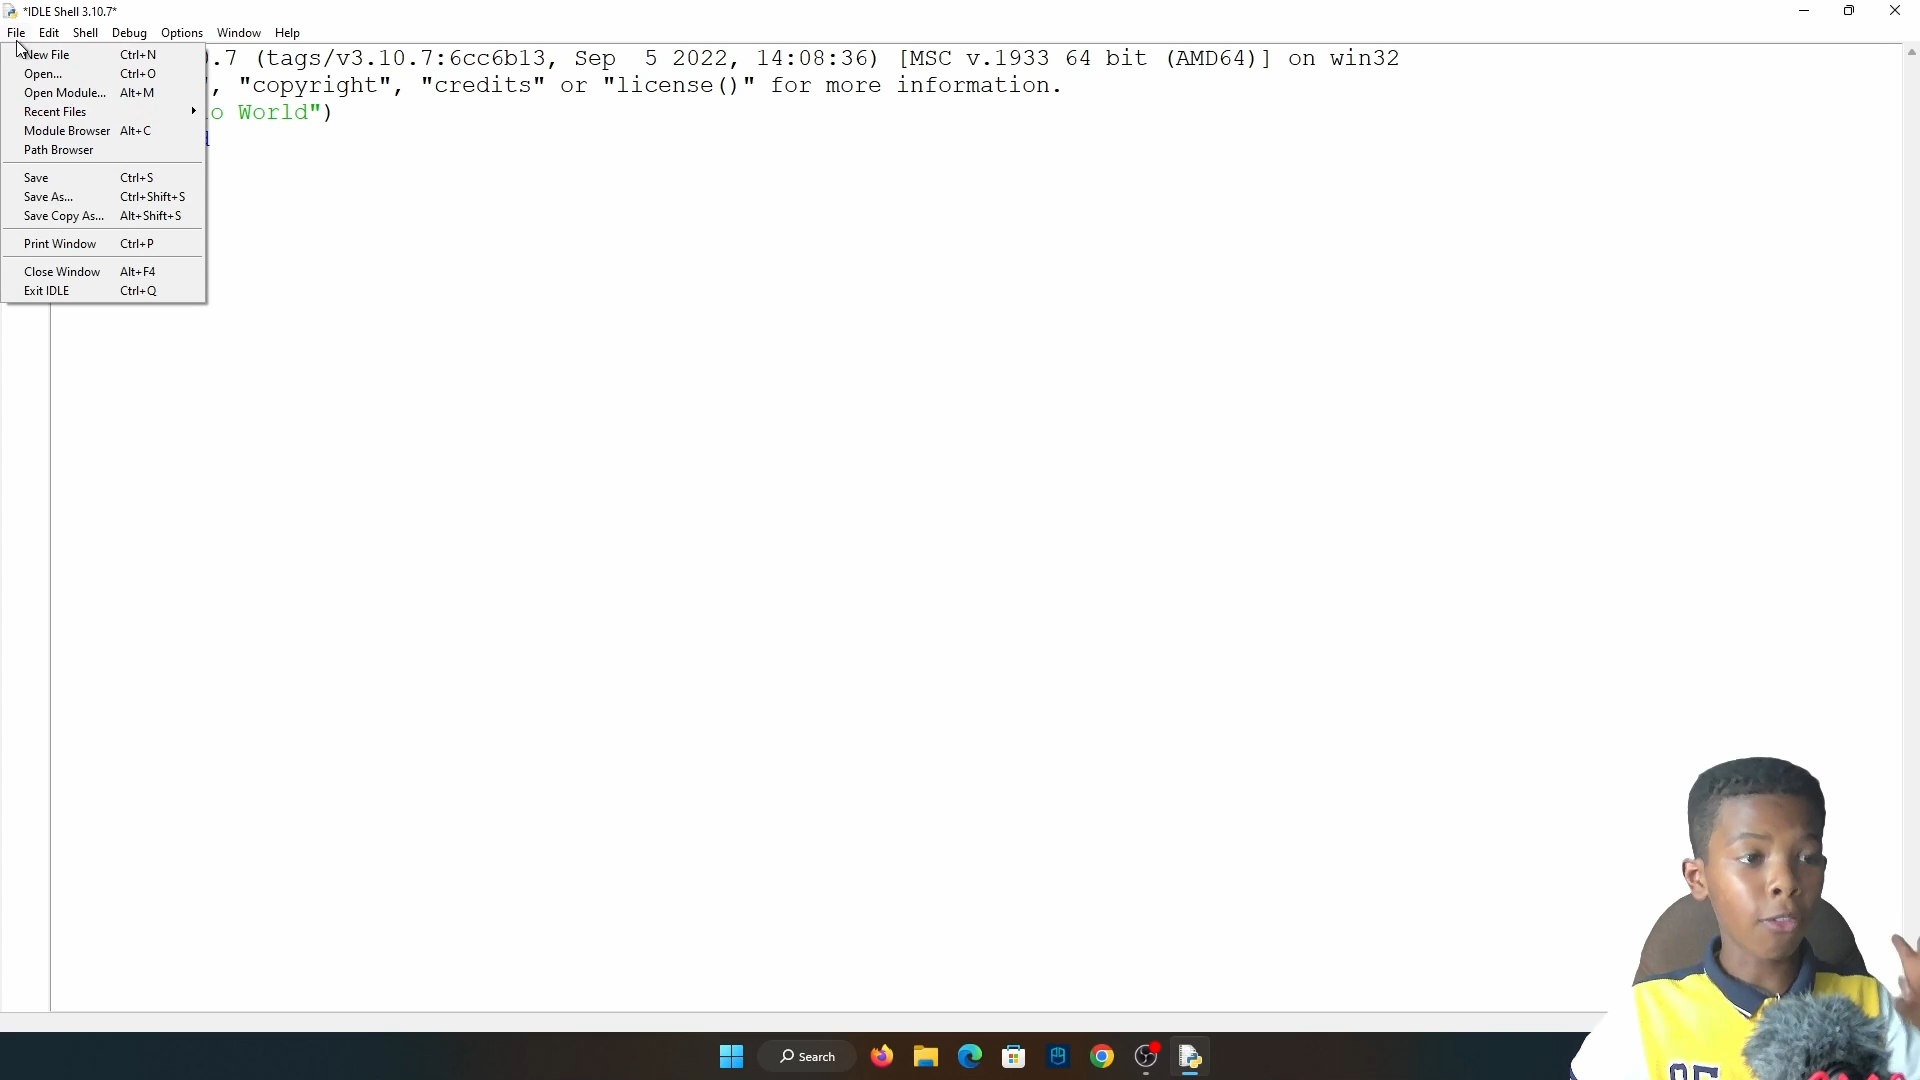 *IDLE Shell 3.10.7*
File Edit Shell Debug Options Window Help
New File Ctrl+N
Open... Ctrl+O
Open Module... Alt+M
Recent Files
Module Browser Alt+C
Path Browser
Save Ctrl+S
Save As... Ctrl+Shift+S
Save Copy As... Alt+Shift+S
Print Window Ctrl+P
Close Window Alt+F4
Exit IDLE Ctrl+Q
.7 (tags/v3.10.7:6cc6b13, Sep 5 2022, 14:08:36) [MSC v.1933 64 bit (AMD64)] on win32
, "copyright", "credits" or "license()" for more information.
o World")
Search